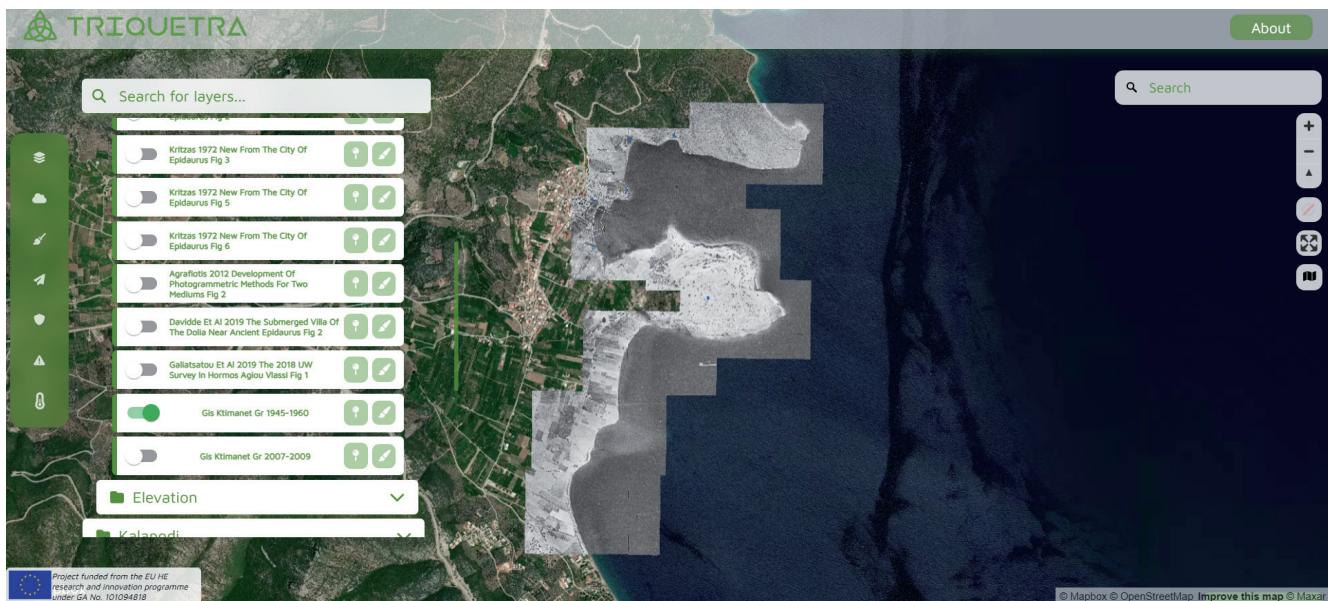 TRIQUETRA
About
Search for layers...
Search
Epidaurus Fig 2
Kritzas 1972 New From The City Of
Epidaurus Fig 3
Kritzas 1972 New From The City Of
Epidaurus Fig 5
Kritzas 1972 New From The City Of
Epidaurus Fig 6
Agrafiotis 2012 Development Of
Photogrammetric Methods For Two
Mediums Fig 2
Davidde Et Al 2019 The Submerged Villa Of
The Dolia Near Ancient Epidaurus Fig 2
Galiatsatou Et Al 2019 The 2018 UW
Survey In Hormos Agiou Vlassi Fig 1
Gis Ktimanet Gr 1945-1960
Gis Ktimanet Gr 2007-2009
Elevation
Kalapodi
Project funded from the EU HE
research and innovation programme
under GA No. 101094818
© Mapbox © OpenStreetMap Improve this map © Maxar